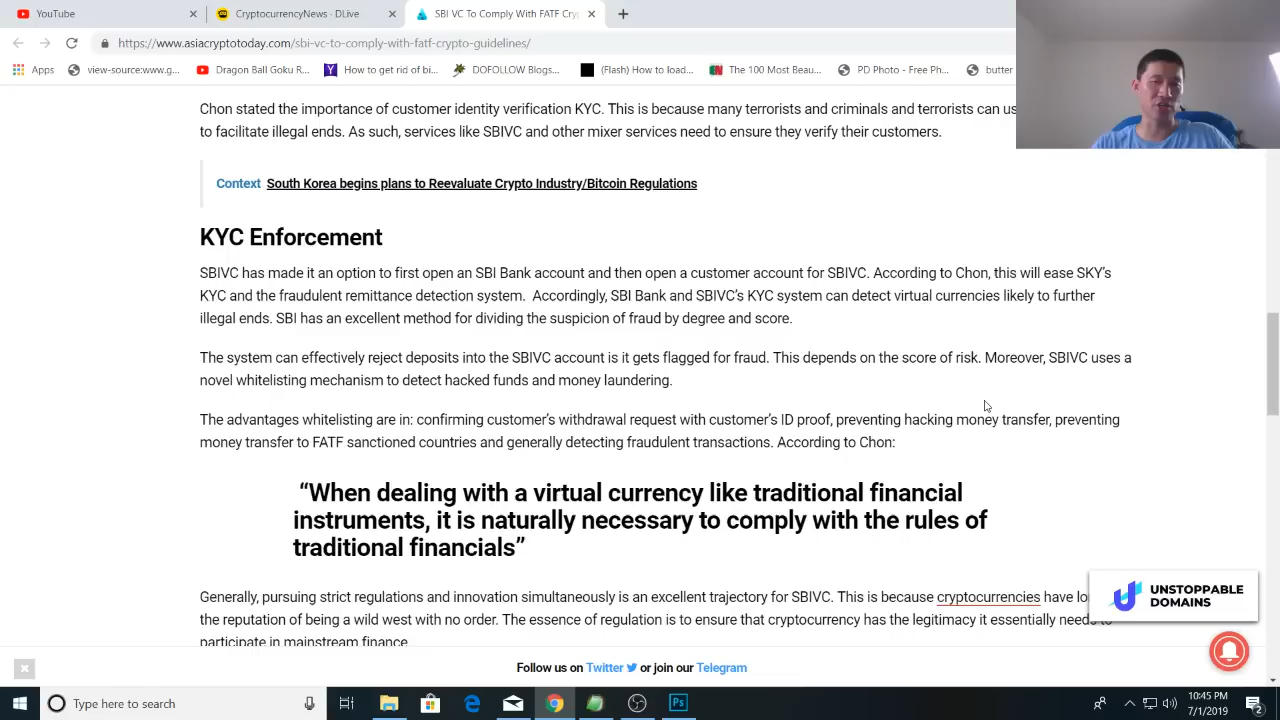 YouTube
CryptocurrencyNews - DLive
SBI VC To Comply With FATF Cry
https://www.asiacryptotoday.com/sbi-vc-to-comply-with-fatf-crypto-guidelines/
Apps
view-source:www.g...
Dragon Ball Goku R...
How to get rid of bi...
DOFOLLOW Blogs...
(Flash) How to load...
The 100 Most Beau...
PD Photo - Free Ph...
butter
Chon stated the importance of customer identity verification KYC. This is because many terrorists and criminals and terrorists can us
to facilitate illegal ends. As such, services like SBIVC and other mixer services need to ensure they verify their customers.
Context South Korea begins plans to Reevaluate Crypto Industry/Bitcoin Regulations
KYC Enforcement
SBIVC has made it an option to first open an SBI Bank account and then open a customer account for SBIVC. According to Chon, this will ease SKY's
KYC and the fraudulent remittance detection system. Accordingly, SBI Bank and SBIVC's KYC system can detect virtual currencies likely to further
illegal ends. SBI has an excellent method for dividing the suspicion of fraud by degree and score.
The system can effectively reject deposits into the SBIVC account is it gets flagged for fraud. This depends on the score of risk. Moreover, SBIVC uses a
novel whitelisting mechanism to detect hacked funds and money laundering.
The advantages whitelisting are in: confirming customer's withdrawal request with customer's ID proof, preventing hacking money transfer, preventing
money transfer to FATF sanctioned countries and generally detecting fraudulent transactions. According to Chon:
"When dealing with a virtual currency like traditional financial
instruments, it is naturally necessary to comply with the rules of
traditional financials"
Generally, pursuing strict regulations and innovation simultaneously is an excellent trajectory for SBIVC. This is because cryptocurrencies have lo
the reputation of being a wild west with no order. The essence of regulation is to ensure that cryptocurrency has the legitimacy it essentially needs to
participate in mainstream finance.
UNSTOPPABLE
DOMAINS
Follow us on Twitter or join our Telegram
Type here to search
10:45 PM
7/1/2019
2